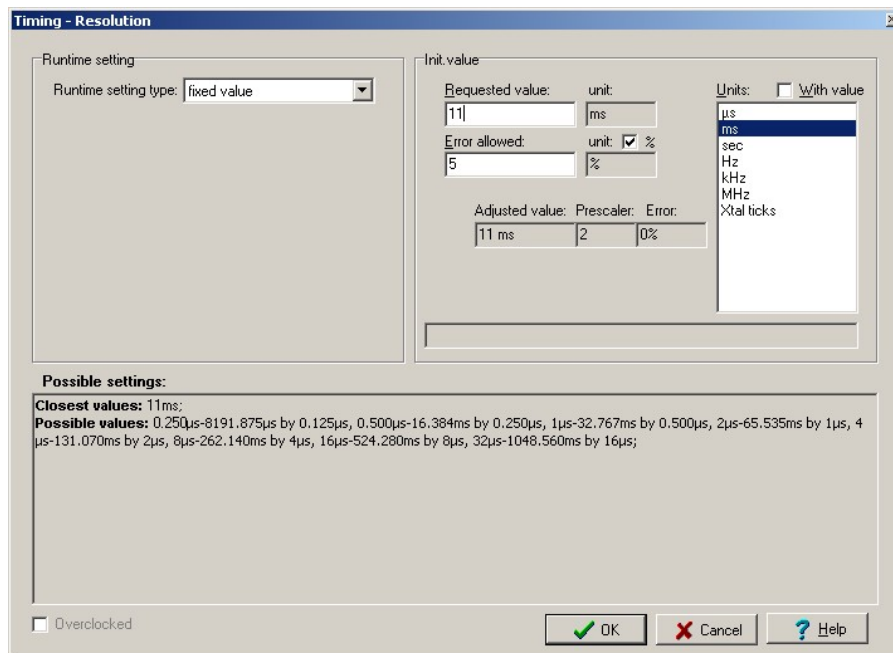 Timing - Resolution
Runtime setting
Runtime setting type: fixed value
Init.value
Requested value: unit:
11 ms
Error allowed: unit: %
5 %
Adjusted value: Prescaler: Error:
11 ms 2 0%
Units: With value
µs
ms
sec
Hz
kHz
MHz
Xtal ticks
Possible settings:
Closest values: 11ms;
Possible values: 0.250µs-8191.875µs by 0.125µs, 0.500µs-16.384ms by 0.250µs, 1µs-32.767ms by 0.500µs, 2µs-65.535ms by 1µs, 4
µs-131.070ms by 2µs, 8µs-262.140ms by 4µs, 16µs-524.280ms by 8µs, 32µs-1048.560ms by 16µs;
Overclocked
OK
Cancel
Help